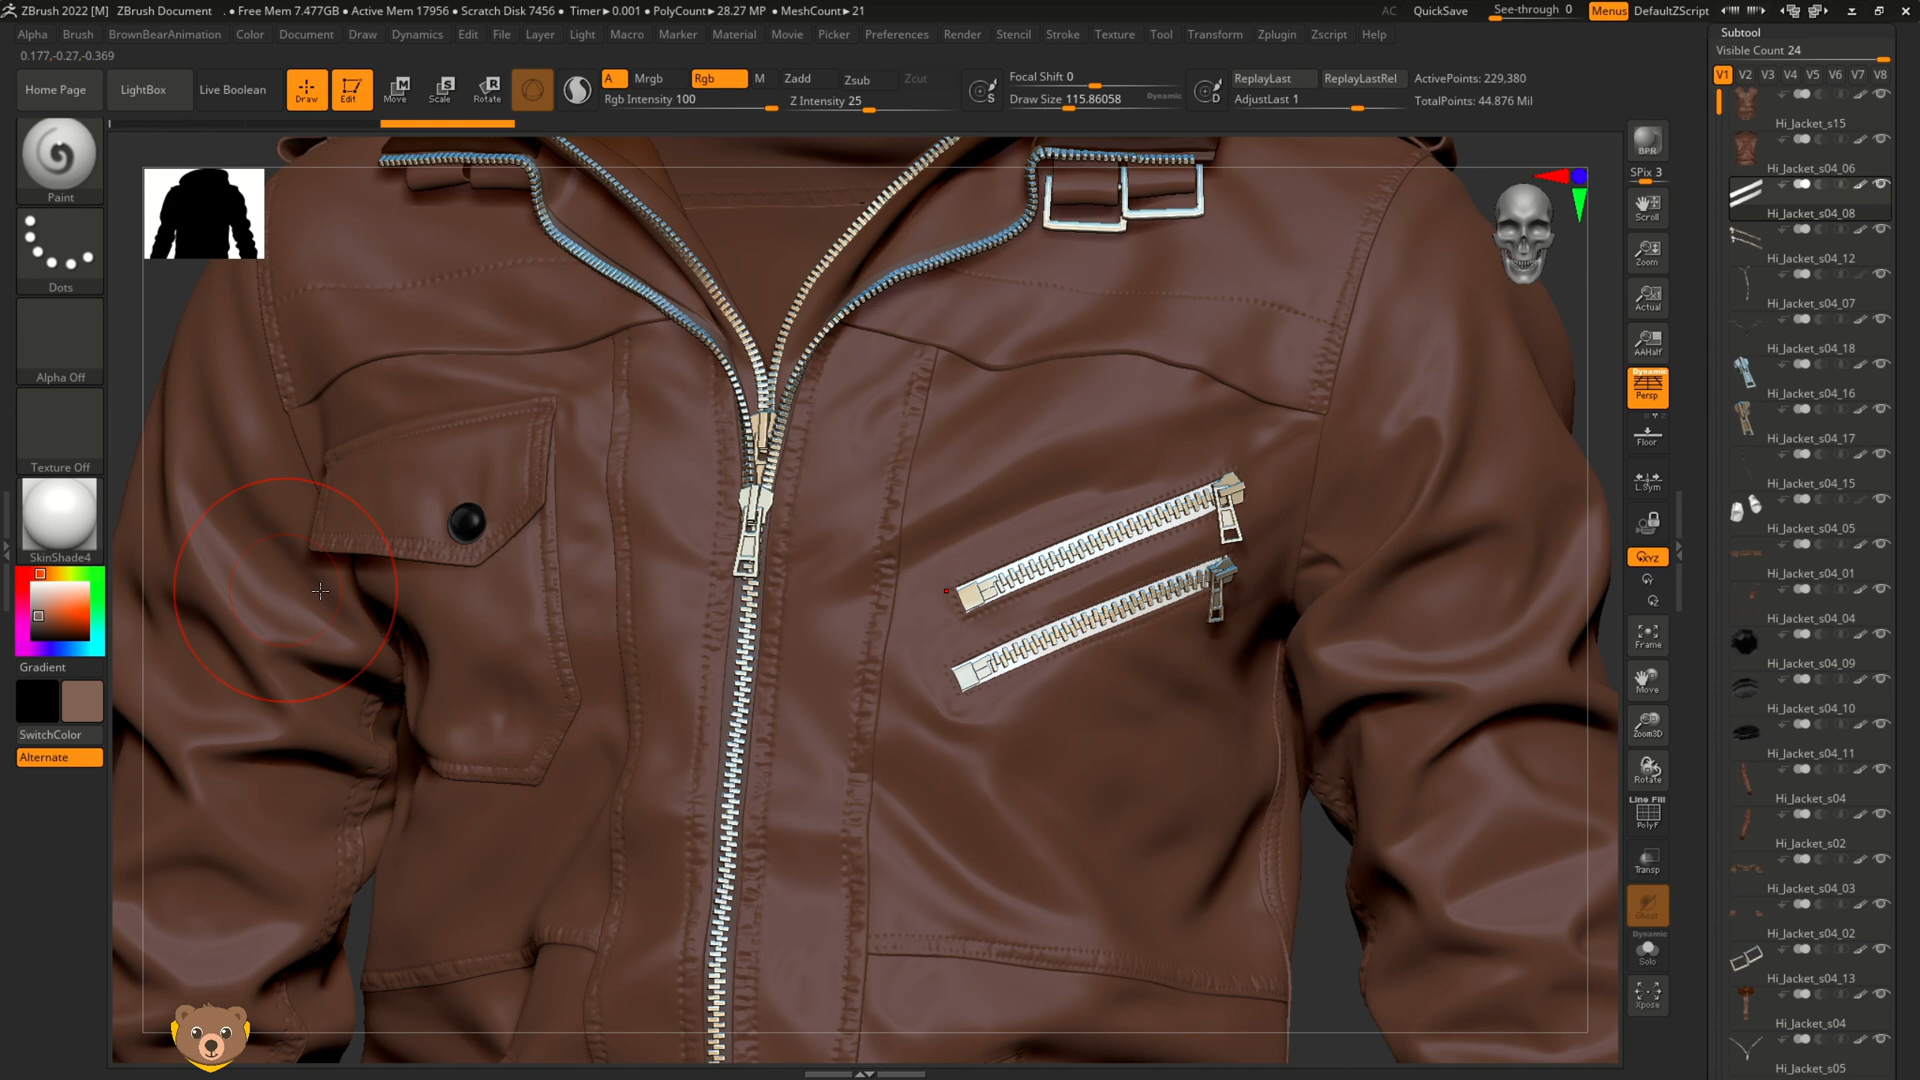 ZBrush 2022 [M]   ZBrush Document   . • Free Mem 7.477GB • Active Mem 17956 • Scratch Disk 7456 • Timer▸0.001 • PolyCount▸28.27 MP • MeshCount▸21   AC   QuickSave   See-through 0   Menus   DefaultZScript
Alpha Brush BrownBearAnimation Color Document Draw Dynamics Edit File Layer Light Macro Marker Material Movie Picker Preferences Render Stencil Stroke Texture Tool Transform Zplugin Zscript Help
0.177,-0.27,-0.369
Home Page LightBox Live Boolean Draw Edit Move Scale Rotate
A Mrgb Rgb M Zadd Zsub Zcut
Rgb Intensity 100 Z Intensity 25
S
Focal Shift 0
Draw Size 115.86058 Dynamic
D
ReplayLast ReplayLastRel
AdjustLast 1
ActivePoints: 229,380
TotalPoints: 44.876 Mil
Paint
Dots
Alpha Off
Texture Off
SkinShade4
Gradient
SwitchColor
Alternate
BPR
SPix 3
Scroll
Zoom
Actual
AAHalf
Dynamic
Persp
Floor
L.Sym
XYZ
Y
Z
Frame
Move
Zoom3D
Rotate
Line Fill
PolyF
Transp
Ghost
Dynamic
Solo
Xpose
Subtool
Visible Count 24
V1 V2 V3 V4 V5 V6 V7 V8
Hi_Jacket_s15
Hi_Jacket_s04_06
Hi_Jacket_s04_08
Hi_Jacket_s04_12
Hi_Jacket_s04_07
Hi_Jacket_s04_18
Hi_Jacket_s04_16
Hi_Jacket_s04_17
Hi_Jacket_s04_15
Hi_Jacket_s04_05
Hi_Jacket_s04_01
Hi_Jacket_s04_04
Hi_Jacket_s04_09
Hi_Jacket_s04_10
Hi_Jacket_s04_11
Hi_Jacket_s04
Hi_Jacket_s02
Hi_Jacket_s04_03
Hi_Jacket_s04_02
Hi_Jacket_s04_13
Hi_Jacket_s04
Hi_Jacket_s05